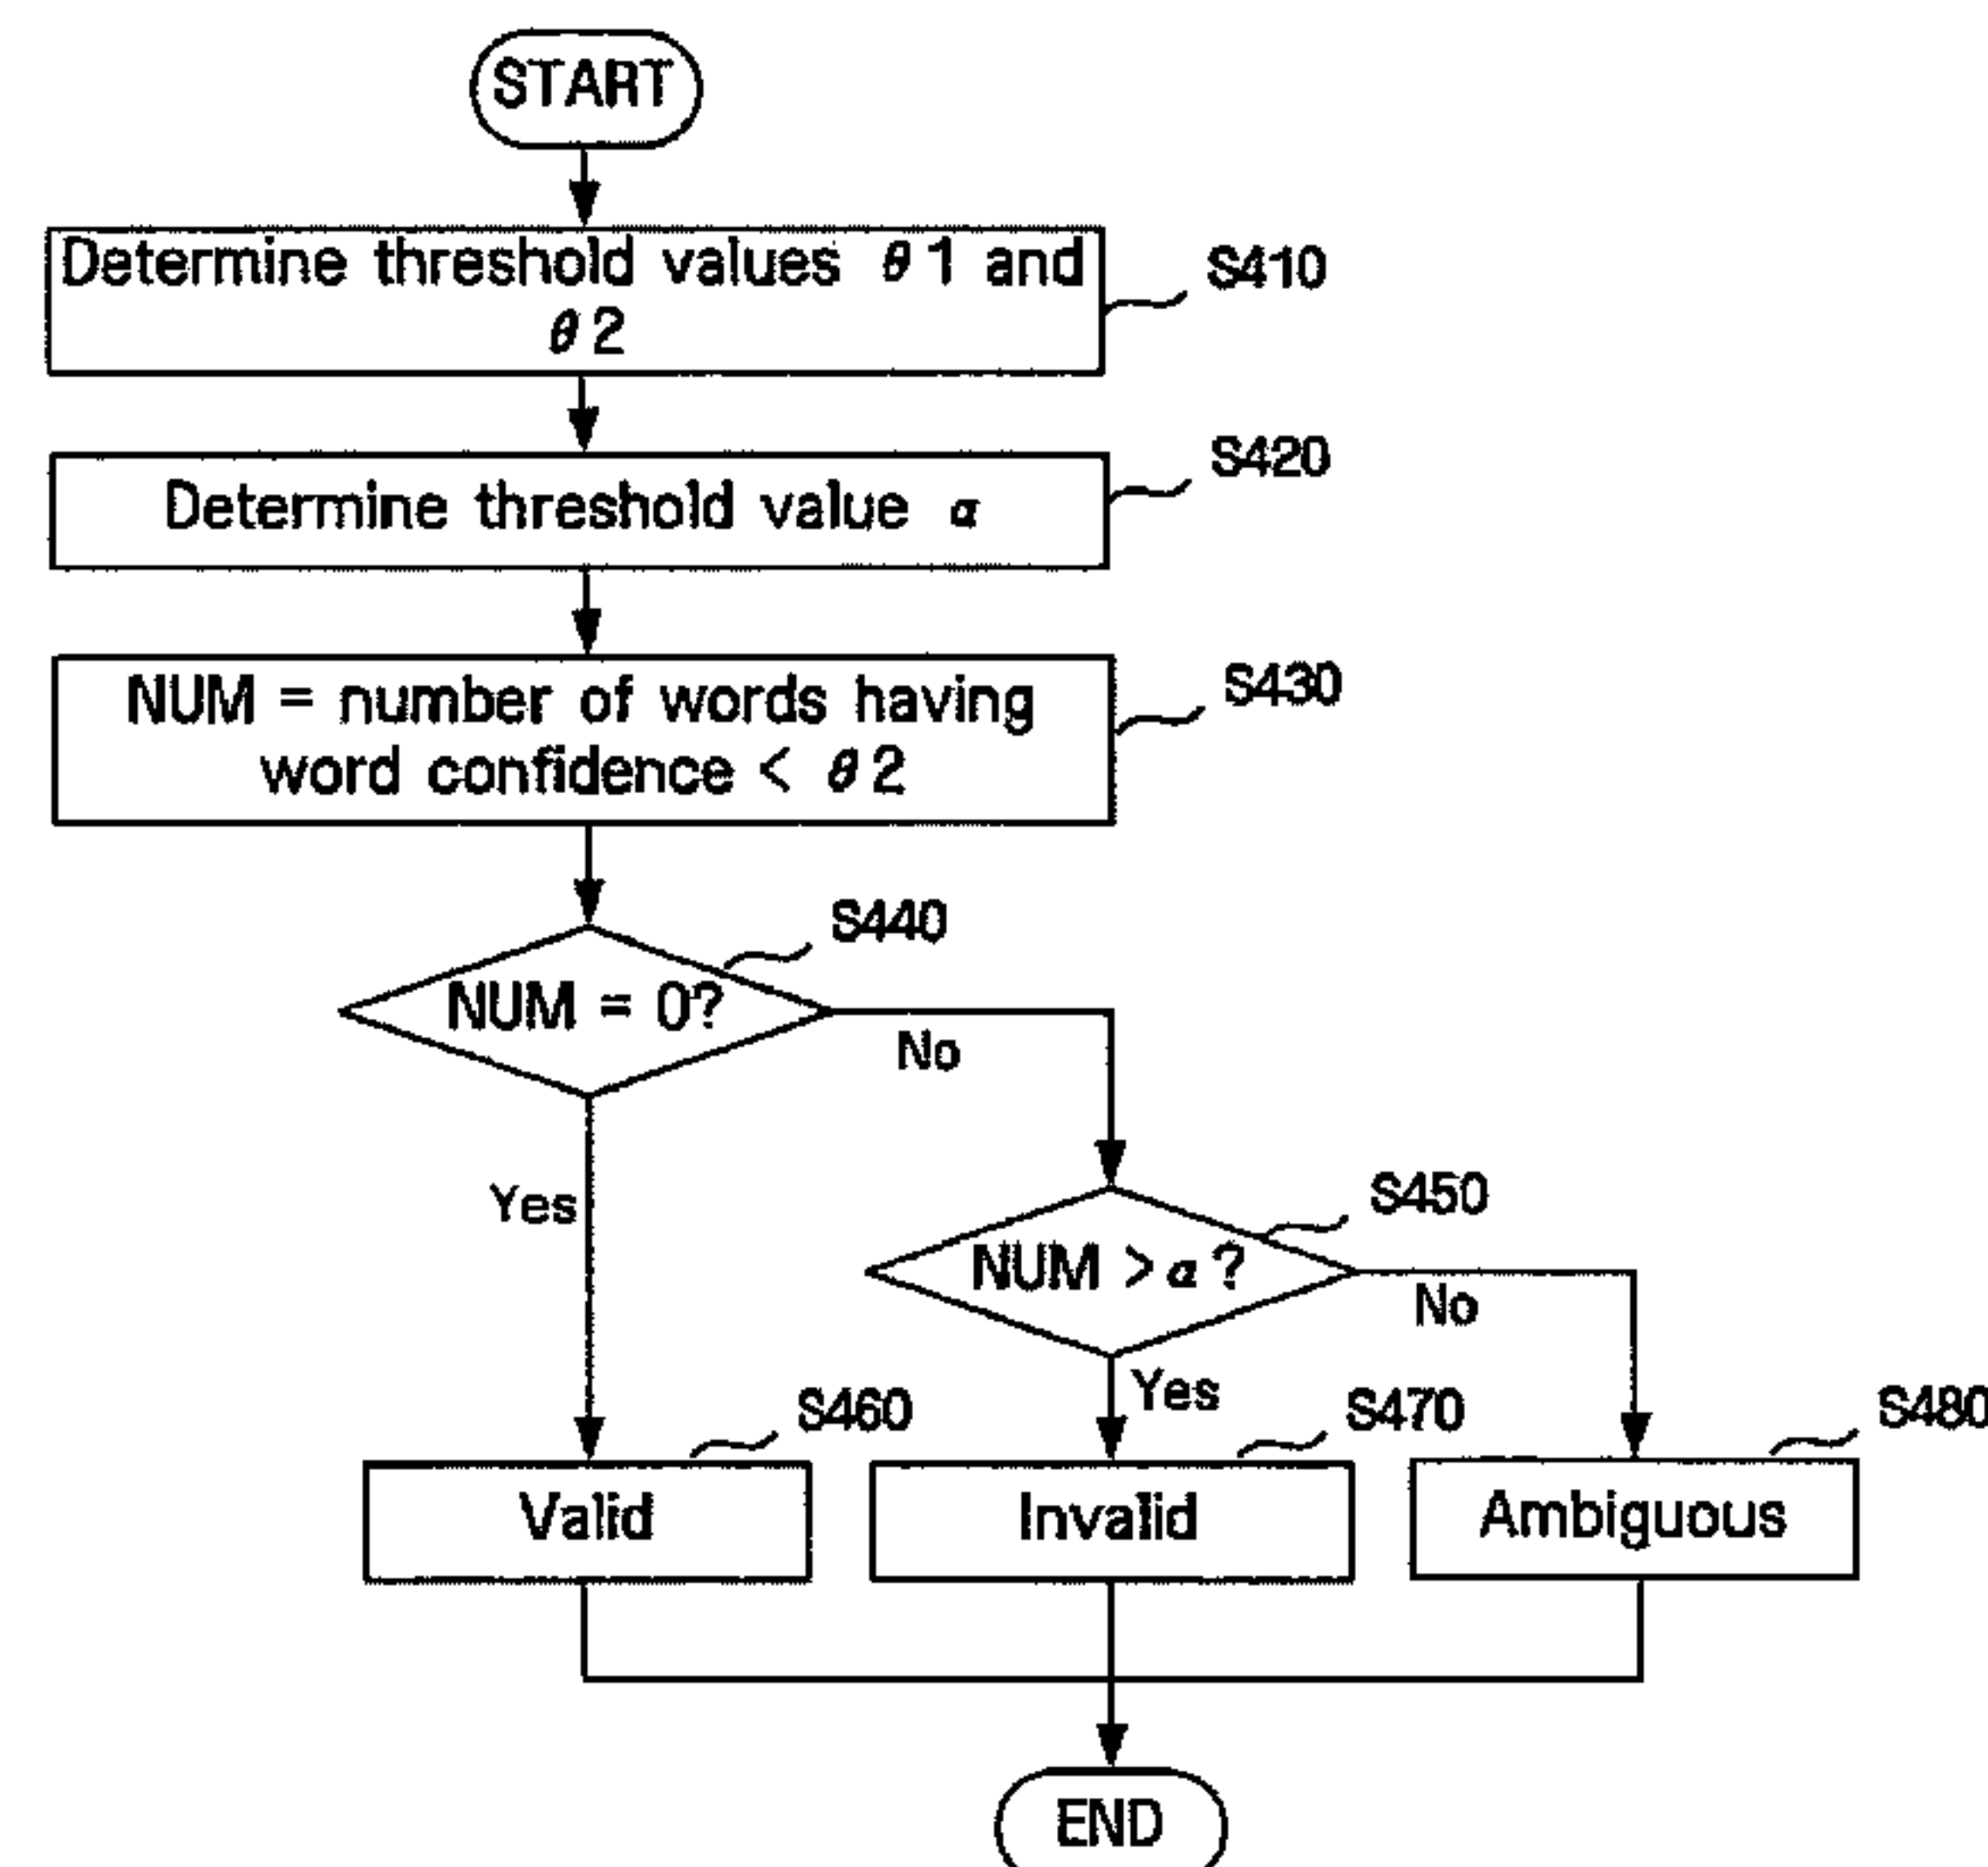 START
Determine threshold values θ1 and
θ2
S410
Determine threshold value α
S420
NUM = number of words having
word confidence < θ2
S430
NUM = 0?
S440
No
Yes
NUM > α ?
S450
No
Yes
Valid
S460
Invalid
S470
Ambiguous
S480
END